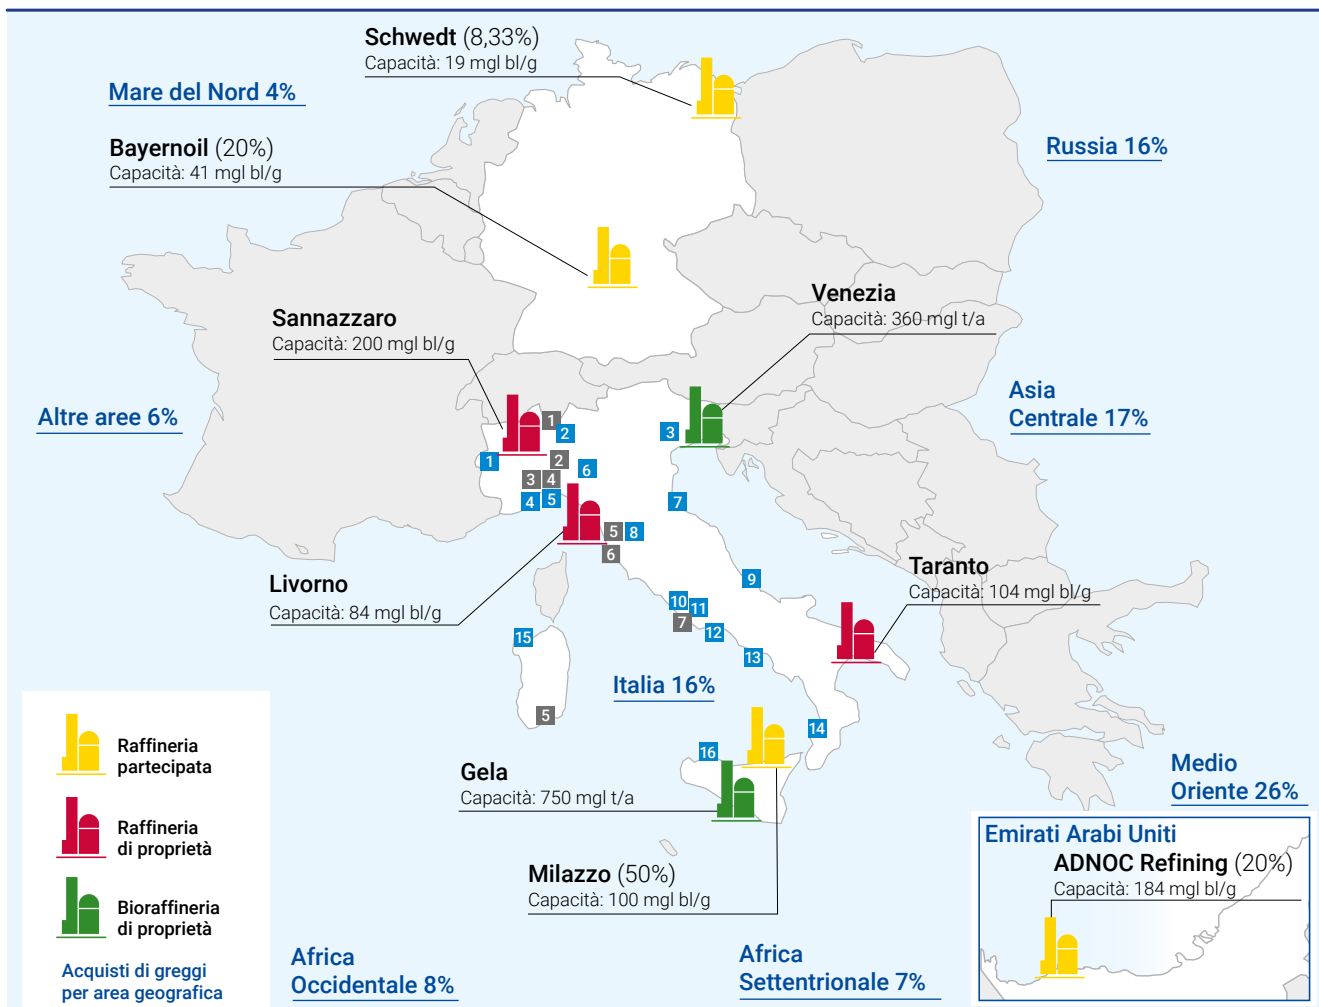 Schwedt (8,33%)
Capacità: 19 mgl bl/g
Mare del Nord 4%
Bayernoil (20%)
Capacità: 41 mgl bl/g
Russia 16%
Venezia
Capacità: 360 mgl t/a
Sannazzaro
Capacità: 200 mgl bl/g
Asia
Centrale 17%
Altre aree 6%
1
2
3
1
2
6
3
4
4
5
7
5
8
6
Livorno
Capacità: 84 mgl bl/g
9
Taranto
Capacità: 104 mgl bl/g
10
11
7
12
13
15
Italia 16%
5
14
16
Raffineria
partecipata
Raffineria
di proprietà
Bioraffineria
di proprietà
Acquisti di greggi
per area geografica
Gela
Capacità: 750 mgl t/a
Milazzo (50%)
Capacità: 100 mgl bl/g
Medio
Oriente 26%
Emirati Arabi Uniti
ADNOC Refining (20%)
Capacità: 184 mgl bl/g
Africa
Occidentale 8%
Africa
Settentrionale 7%